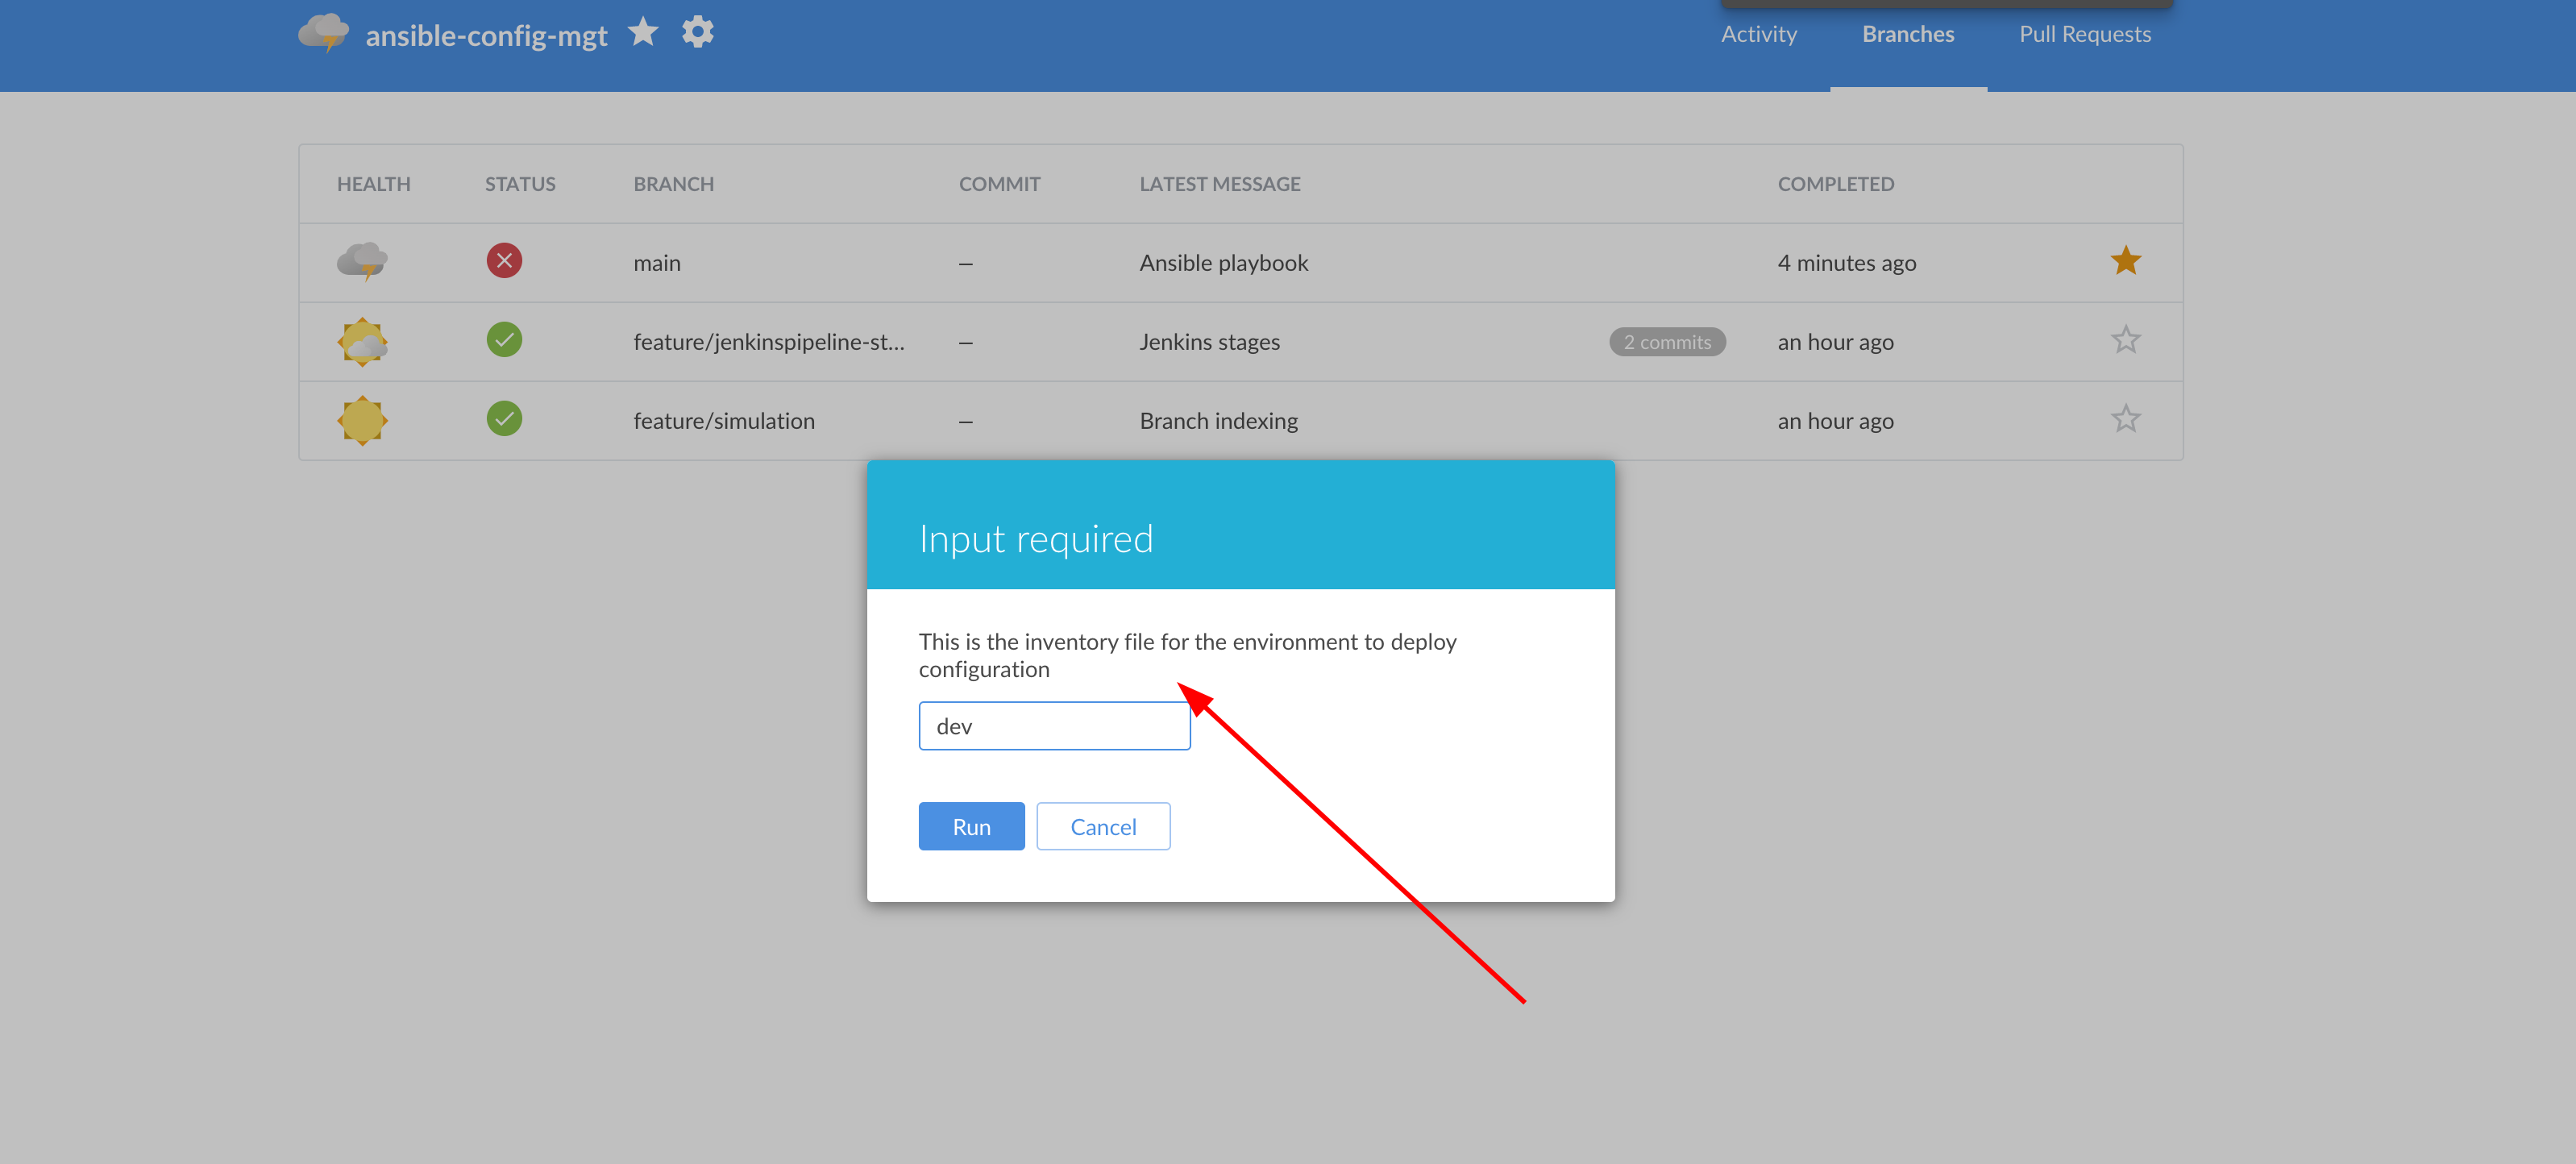 ansible-config-mgt
Activity Branches Pull Requests
HEALTH STATUS BRANCH COMMIT LATEST MESSAGE COMPLETED
main – Ansible playbook 4 minutes ago
feature/jenkinspipeline-st... – Jenkins stages 2 commits an hour ago
feature/simulation – Branch indexing an hour ago
Input required
This is the inventory file for the environment to deploy
configuration
dev
Run Cancel